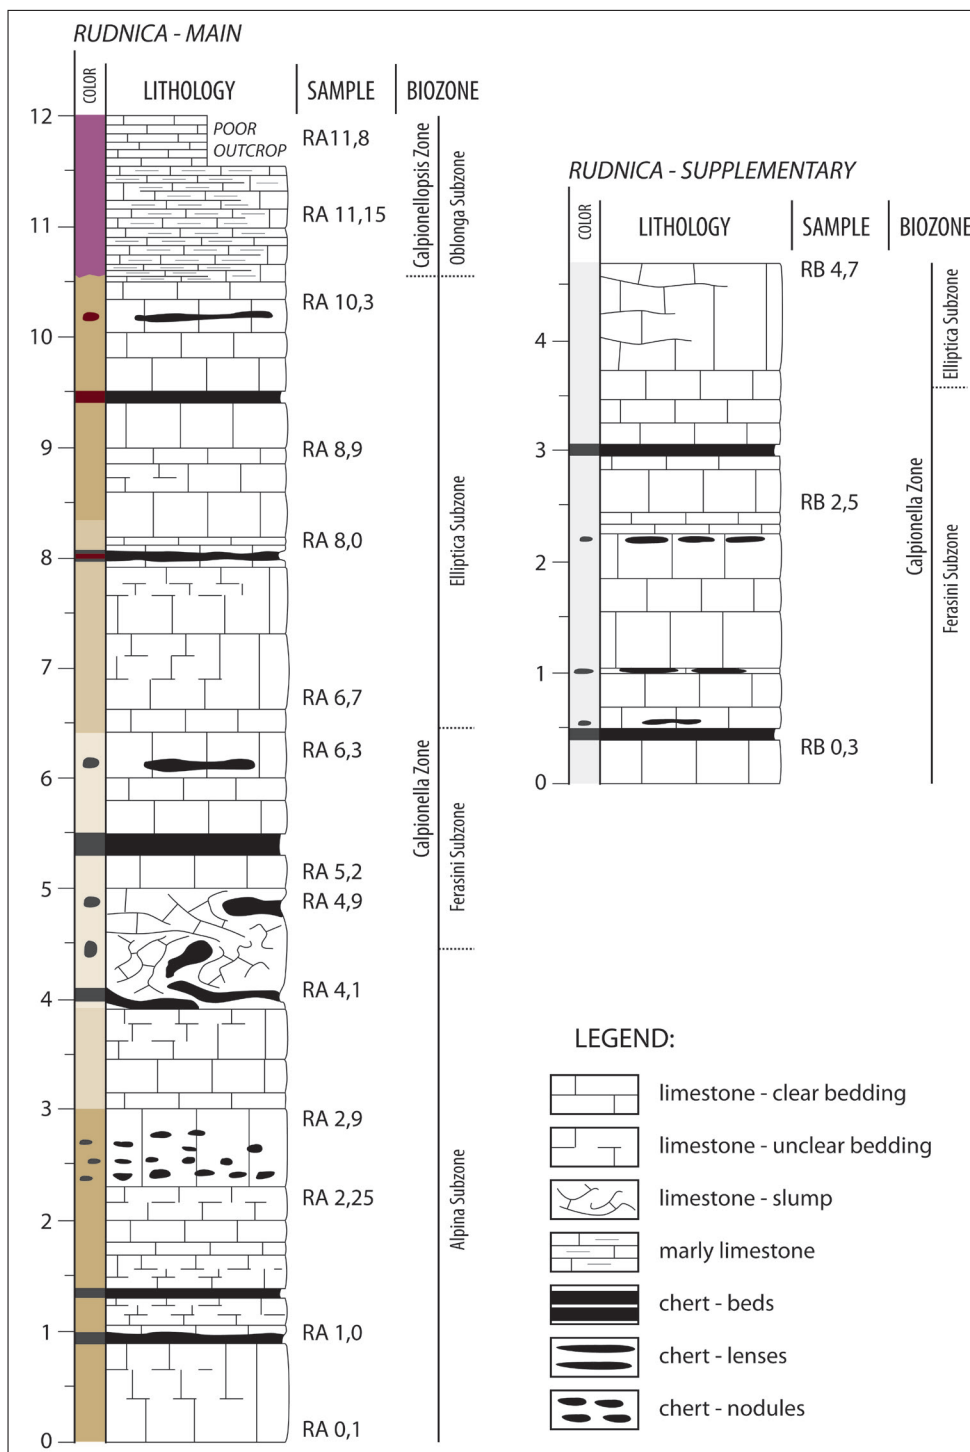 RUDNICA - MAIN
COLOR
LITHOLOGY
SAMPLE
BIOZONE
12
11
10
9
8
7
6
5
4
3
2
1
0
POOR
OUTCROP
RA11,8
RA 11,15
RA 10,3
RA 8,9
RA 8,0
RA 6,7
RA 6,3
RA 5,2
RA 4,9
RA 4,1
RA 2,9
RA 2,25
RA 1,0
RA 0,1
Calpionellopsis Zone
Oblonga Subzone
Calpionella Zone
Elliptica Subzone
Ferasini Subzone
Alpina Subzone
RUDNICA - SUPPLEMENTARY
COLOR
LITHOLOGY
SAMPLE
BIOZONE
4
3
2
1
0
RB 4,7
RB 2,5
RB 0,3
Calpionella Zone
Elliptica Subzone
Ferasini Subzone
LEGEND:
limestone - clear bedding
limestone - unclear bedding
limestone - slump
marly limestone
chert - beds
chert - lenses
chert - nodules